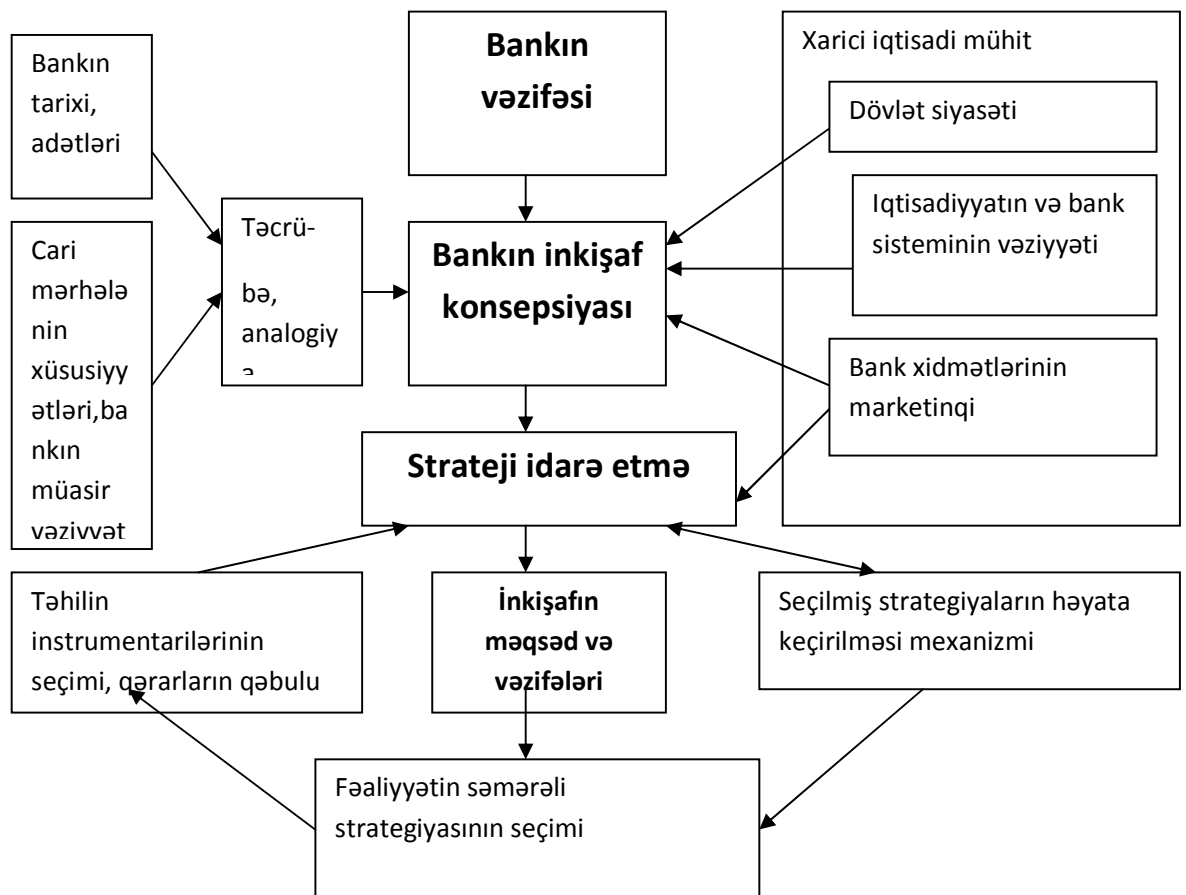 Bankın
tarixi,
adətləri
Bankın
vəzifəsi
Xarici iqtisadi mühit
Dövlət siyasəti
Iqtisadiyyatın və bank
sisteminin vəziyyəti
Bank xidmətlərinin
marketinqi
Cari
mərhələ
nin
xüsusiyy
ətləri,ba
nkın
müasir
vəziyyət
Təcrü-
bə,
analogiy
a
Bankın inkişaf
konsepsiyası
Strateji idarə etmə
Təhilin
instrumentarilərinin
seçimi, qərarların qəbulu
İnkişafın
məqsəd və
vəzifələri
Seçilmiş strategiyaların həyata
keçirilməsi mexanizmi
Fəaliyyətin səmərəli
strategiyasının seçimi